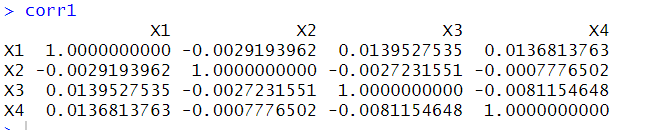 > corr1
X1 X2 X3 X4
X1 1.0000000000 -0.0029193962 0.0139527535 0.0136813763
X2 -0.0029193962 1.0000000000 -0.0027231551 -0.0007776502
X3 0.0139527535 -0.0027231551 1.0000000000 -0.0081154648
X4 0.0136813763 -0.0007776502 -0.0081154648 1.0000000000
>